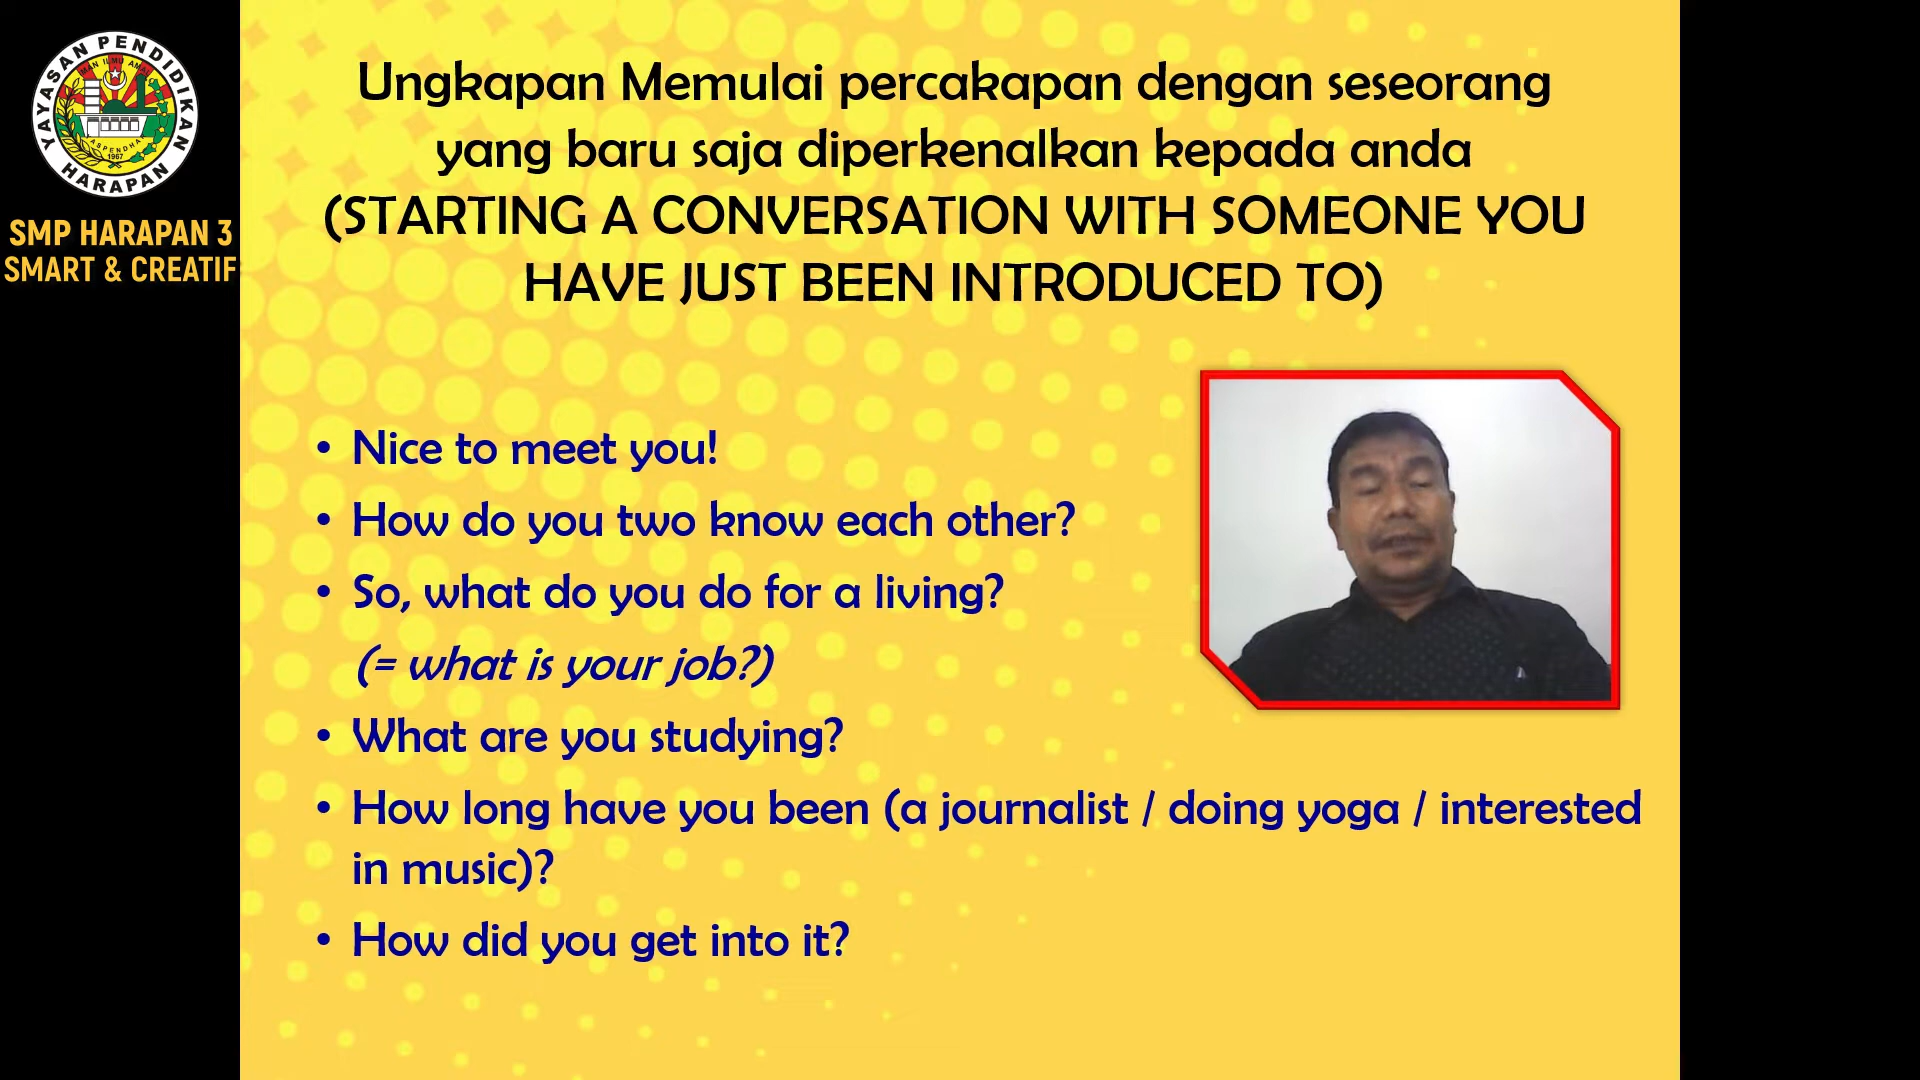 YAYASAN PENDIDIKAN
HARAPAN
ASPENDHA
1967
SMP HARAPAN 3
SMART & CREATIF
Ungkapan Memulai percakapan dengan seseorang
yang baru saja diperkenalkan kepada anda
(STARTING A CONVERSATION WITH SOMEONE YOU
HAVE JUST BEEN INTRODUCED TO)
• Nice to meet you!
• How do you two know each other?
• So, what do you do for a living?
(= what is your job?)
• What are you studying?
• How long have you been (a journalist / doing yoga / interested
in music)?
• How did you get into it?